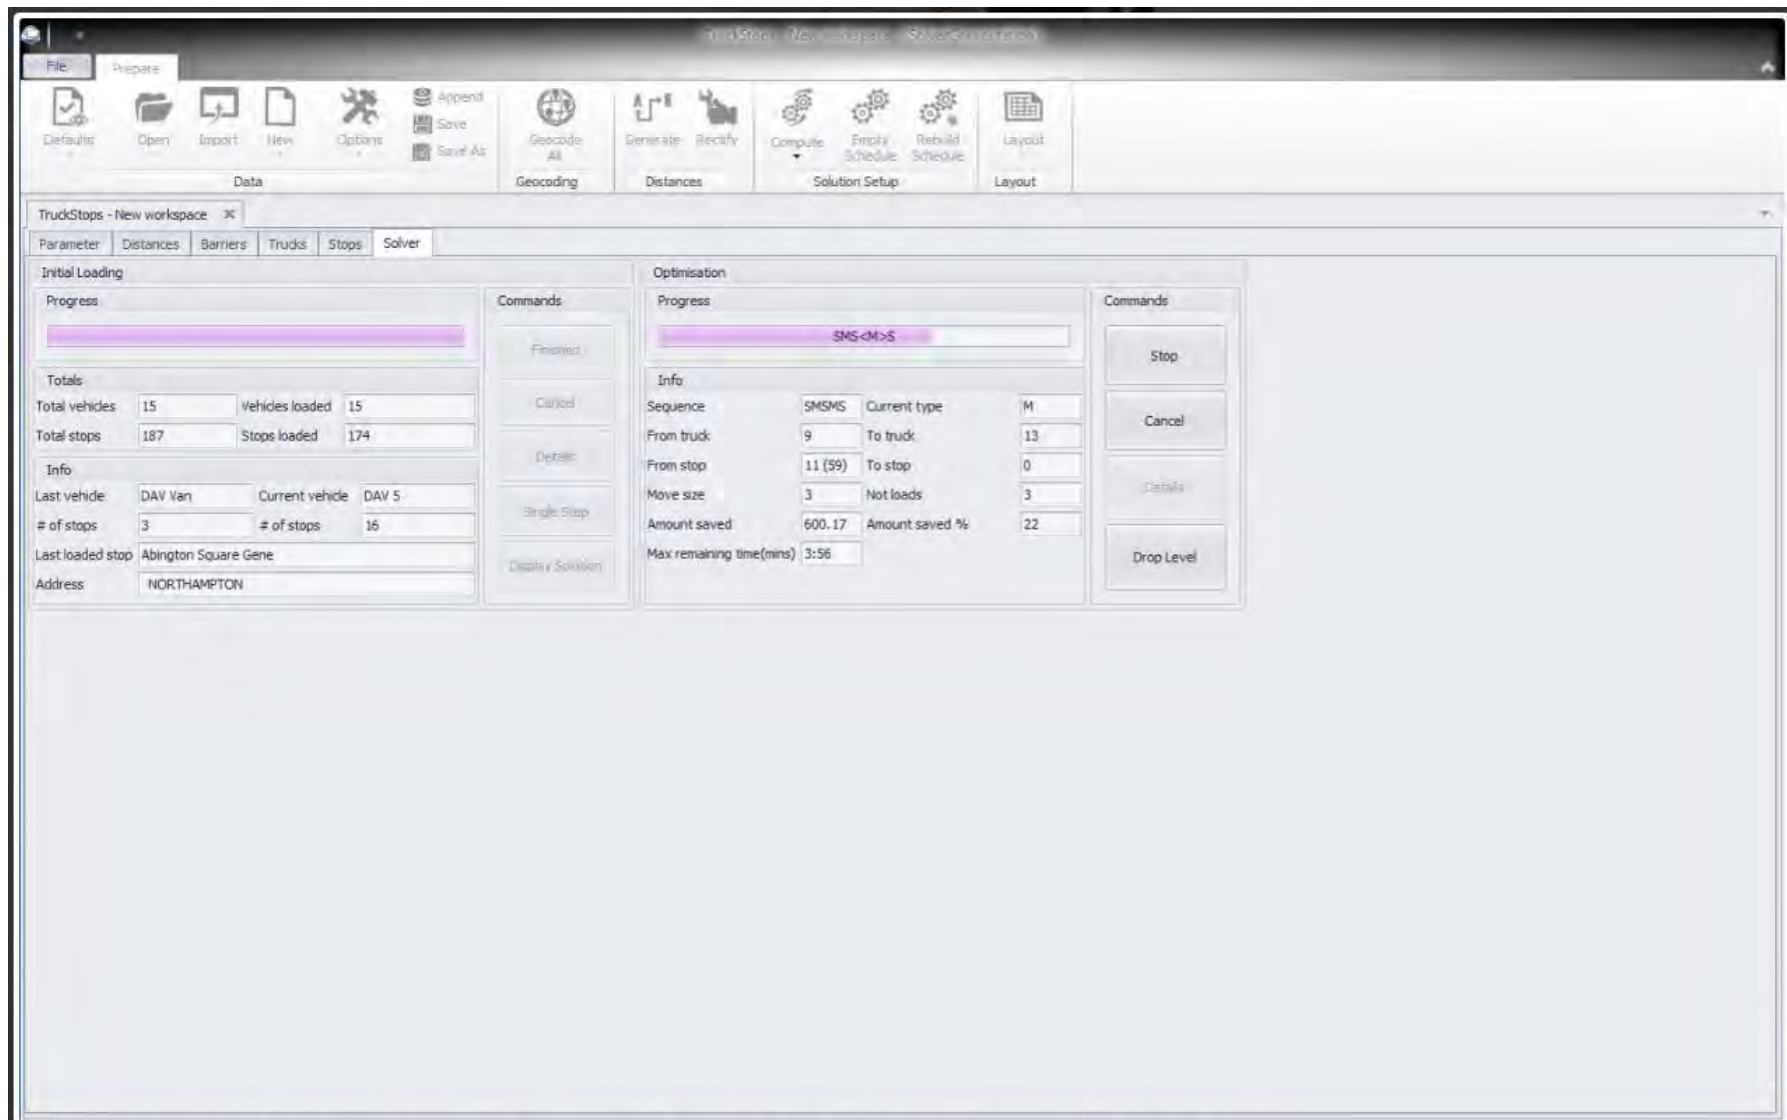 TruckStops - New workspace
File Prepare
Defaults Open Import New Options Append Save Save As Geocode All Generate Rectify Compute Empty Schedule Rebuild Schedule Layout
Data Geocoding Distances Solution Setup Layout
TruckStops - New workspace
Parameter Distances Barriers Trucks Stops Solver
Initial Loading
Progress
Totals
Total vehicles 15 Vehicles loaded 15
Total stops 187 Stops loaded 174
Info
Last vehicle DAV Van Current vehicle DAV 5
# of stops 3 # of stops 16
Last loaded stop Abington Square Gene
Address NORTHAMPTON
Commands
Finished
Cancel
Details
Single Step
Display Solution
Optimisation
Progress
SMS<M>S
Info
Sequence SMSMS Current type M
From truck 9 To truck 13
From stop 11 (59) To stop 0
Move size 3 Not loads 3
Amount saved 600.17 Amount saved % 22
Max remaining time(mins) 3:56
Commands
Stop
Cancel
Details
Drop Level